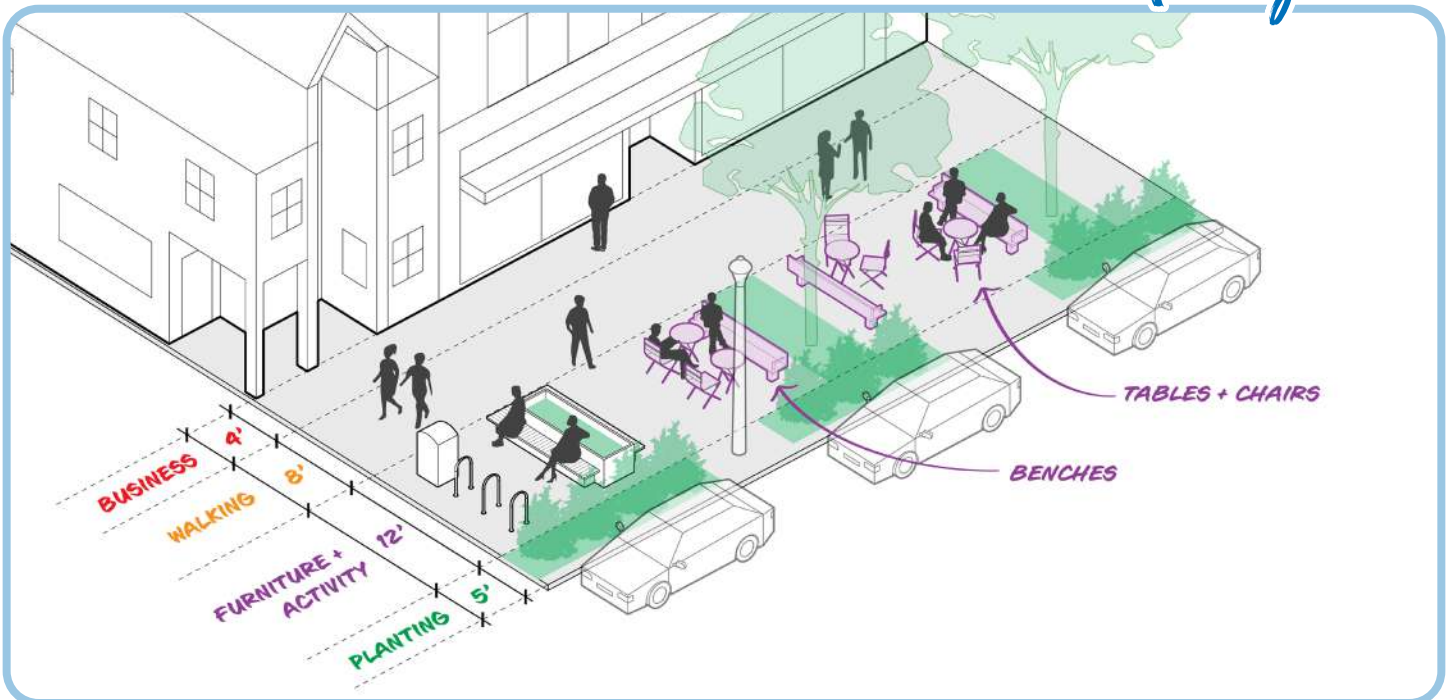 BUSINESS 4'
WALKING 8'
FURNITURE +
ACTIVITY 12'
PLANTING 5'
TABLES + CHAIRS
BENCHES